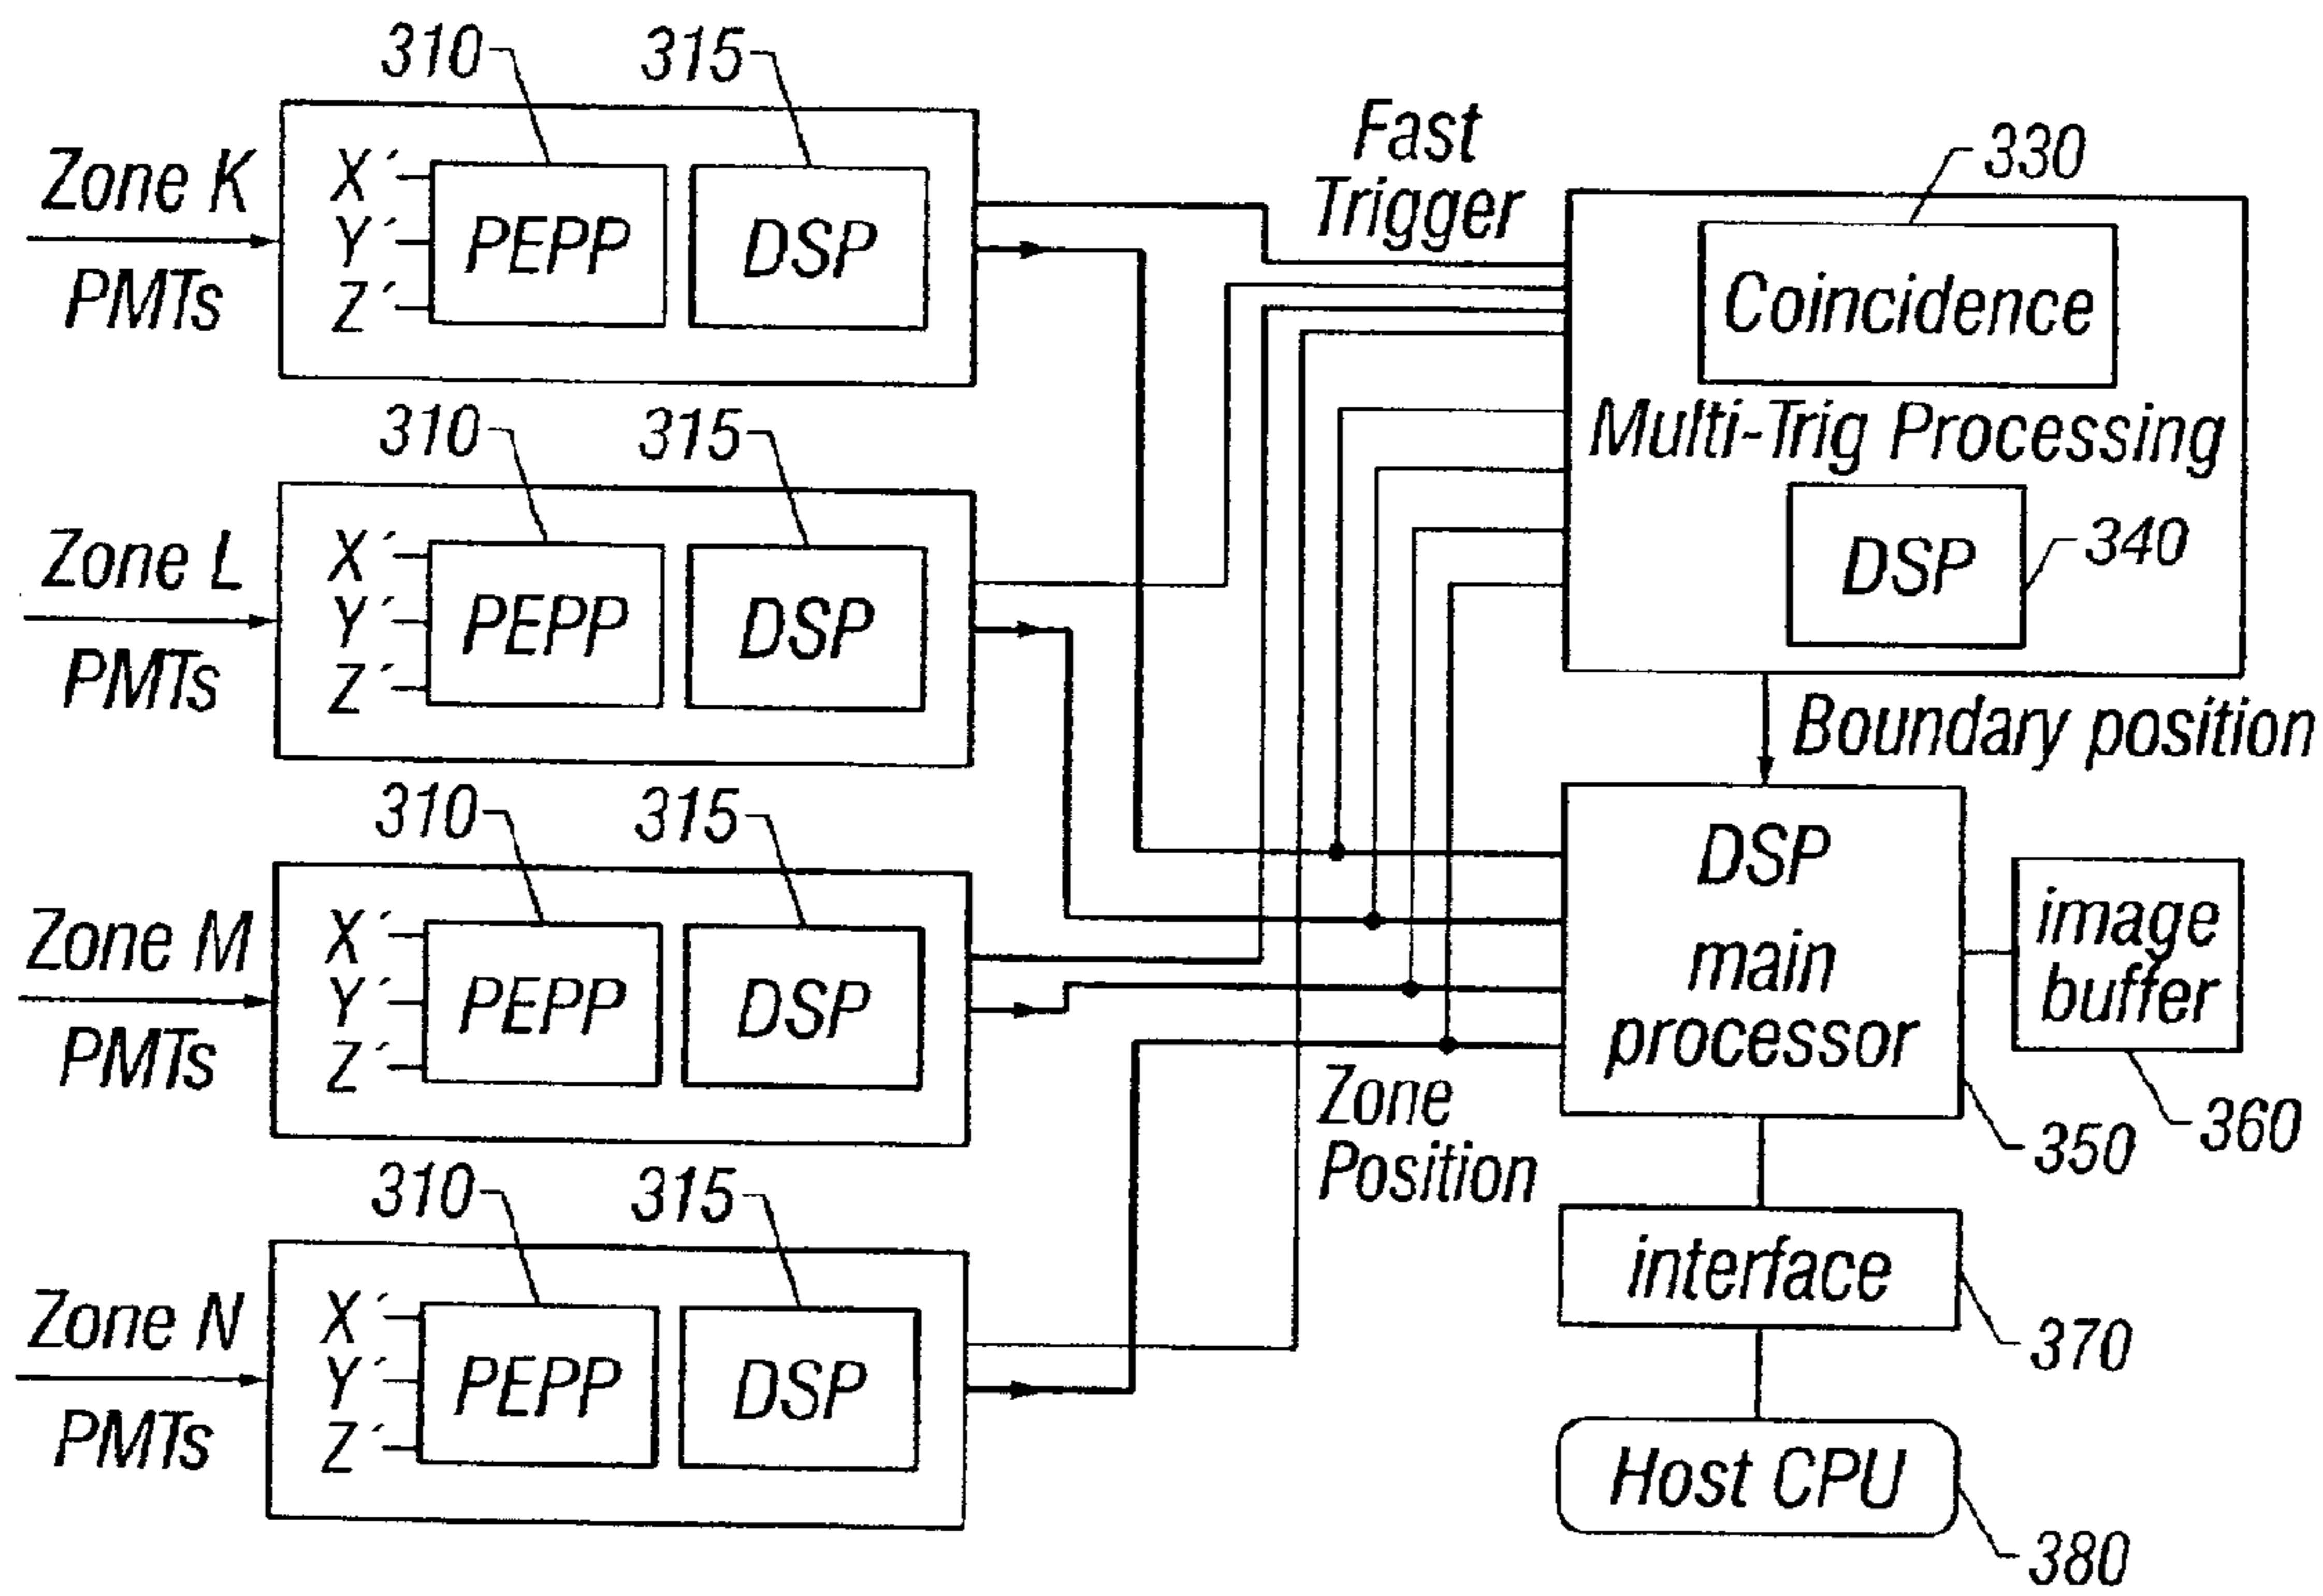 310
315
Zone K
PMTs
X´
Y´
Z´
PEPP
DSP
Fast
Trigger
330
Coincidence
Multi-Trig Processing
DSP
340
310
315
Zone L
PMTs
X´
Y´
Z´
PEPP
DSP
Boundary position
310
315
Zone M
PMTs
X´
Y´
Z´
PEPP
DSP
DSP
main
processor
350
image
buffer
360
Zone
Position
310
315
Zone N
PMTs
X´
Y´
Z´
PEPP
DSP
interface
370
Host CPU
380